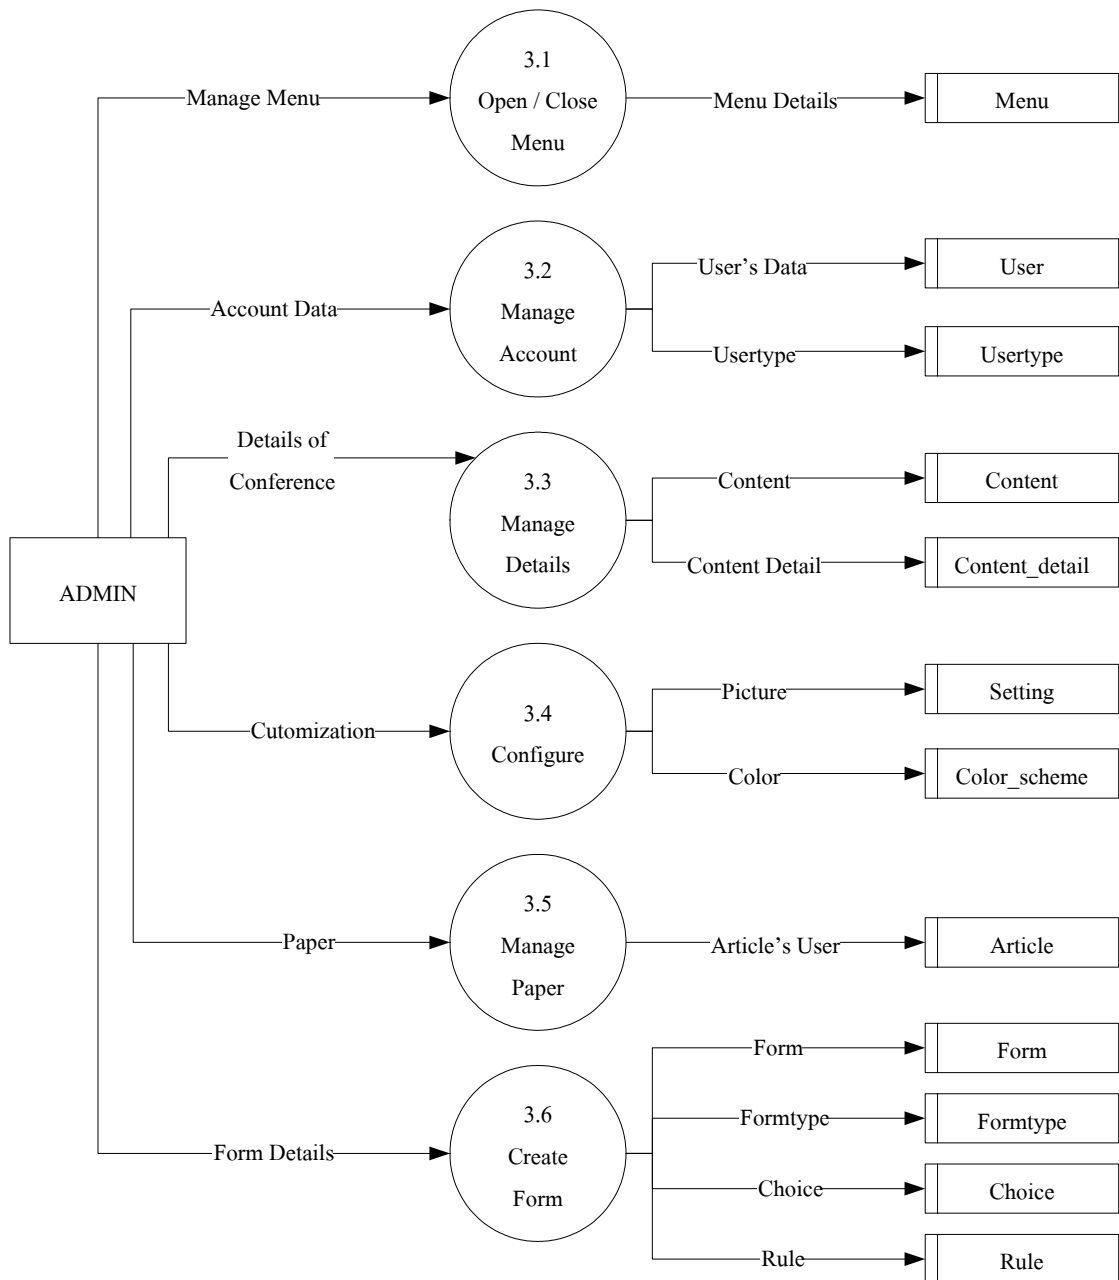 3.1
Open / Close
Menu
Manage Menu
Menu Details
Menu
3.2
Manage
Account
Account Data
User's Data
User
Usertype
Usertype
Details of
Conference
3.3
Manage
Details
Content
Content
Content Detail
Content_detail
ADMIN
3.4
Configure
Cutomization
Picture
Setting
Color
Color_scheme
3.5
Manage
Paper
Paper
Article's User
Article
3.6
Create
Form
Form Details
Form
Form
Formtype
Formtype
Choice
Choice
Rule
Rule